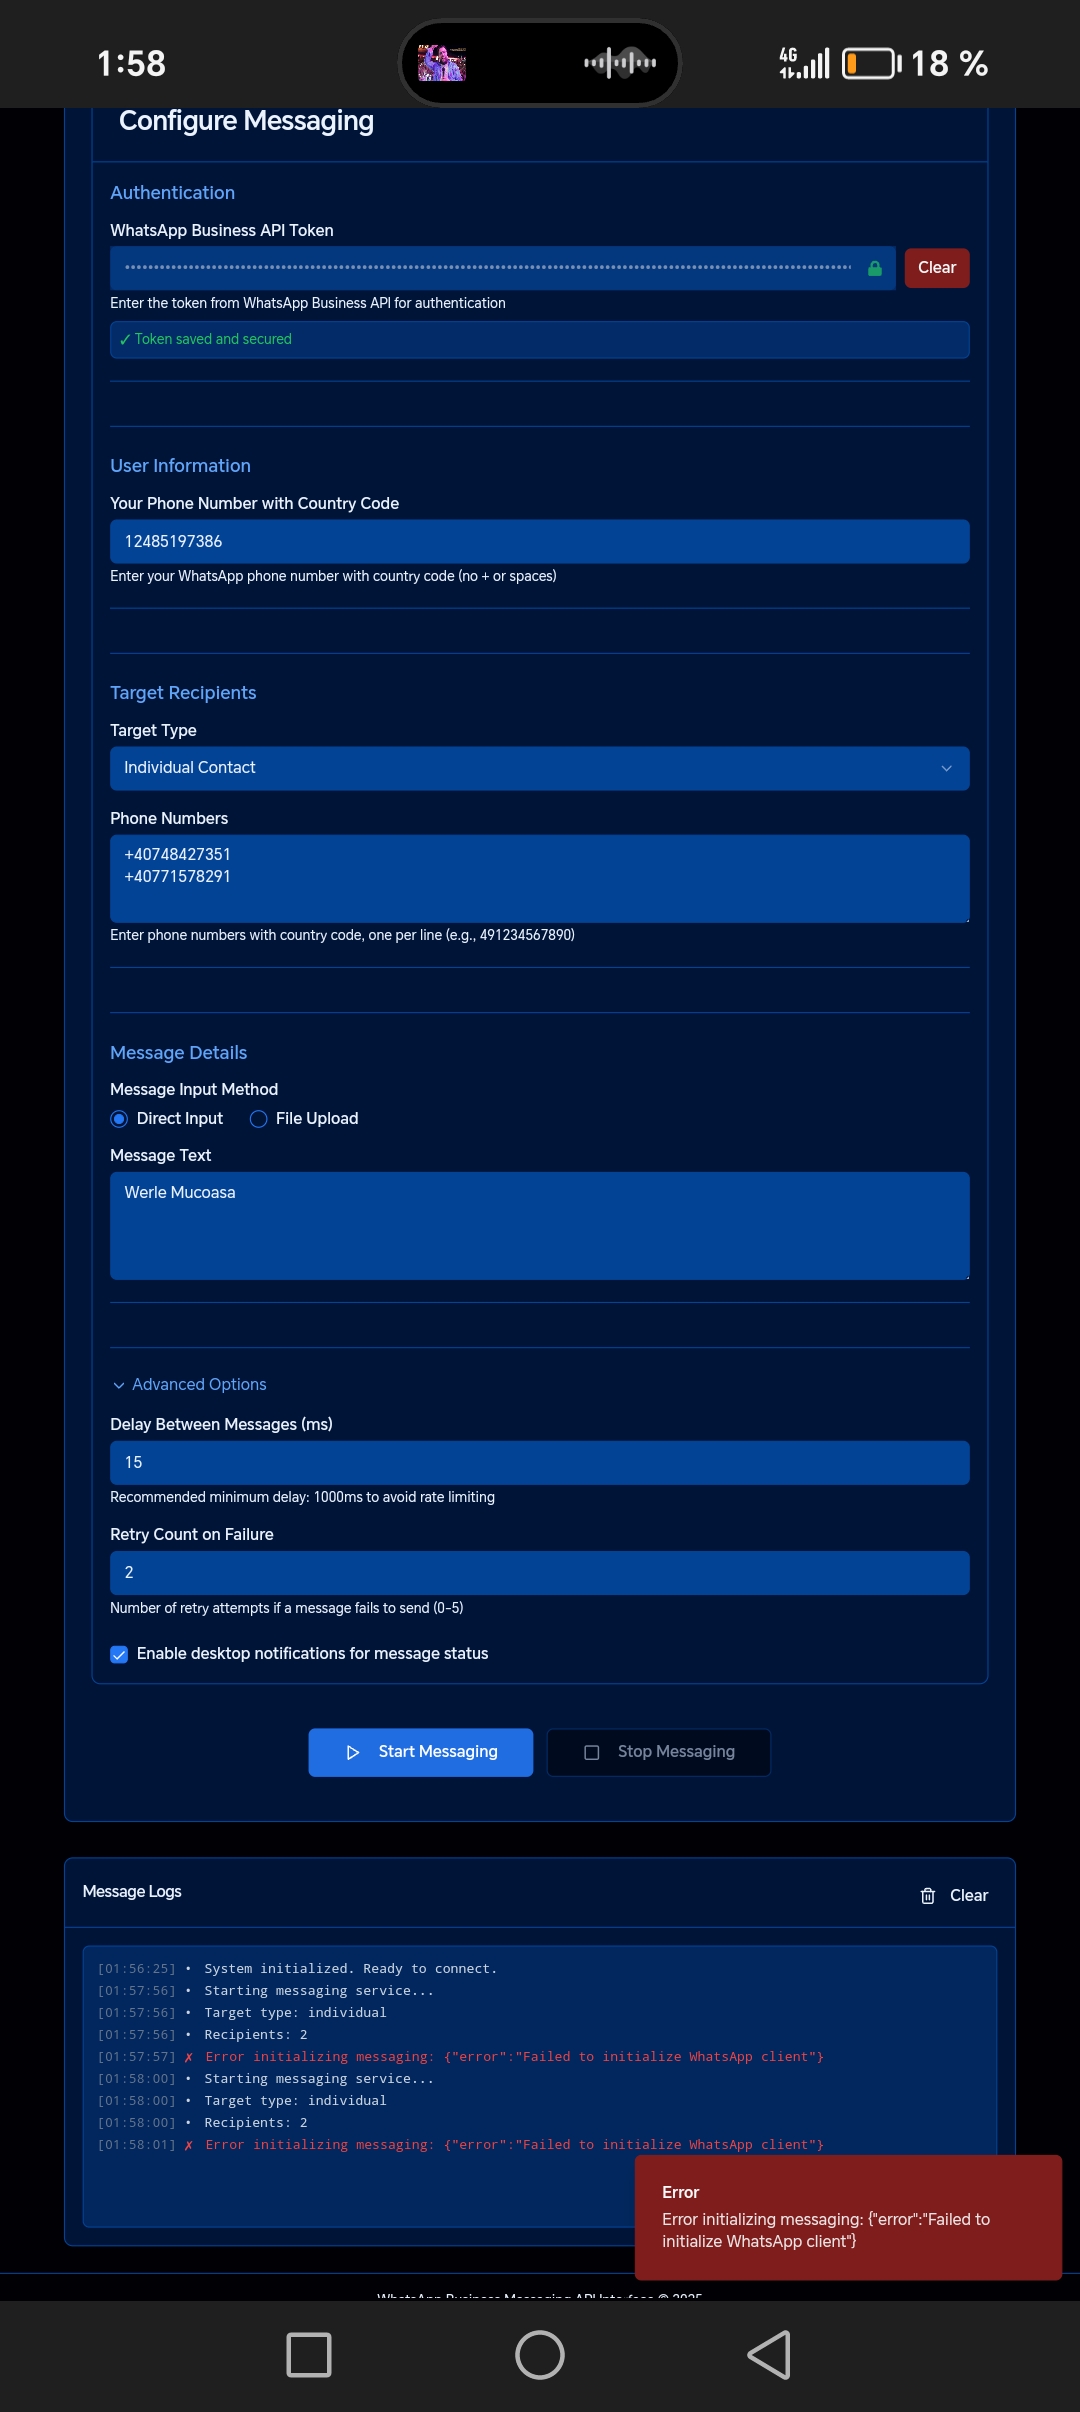 1:58
4G
18 %
Configure Messaging
Authentication
WhatsApp Business API Token
Clear
Enter the token from WhatsApp Business API for authentication
✓ Token saved and secured
User Information
Your Phone Number with Country Code
12485197386
Enter your WhatsApp phone number with country code (no + or spaces)
Target Recipients
Target Type
Individual Contact
Phone Numbers
+40748427351
+40771578291
Enter phone numbers with country code, one per line (e.g., 491234567890)
Message Details
Message Input Method
Direct Input File Upload
Message Text
Werle Mucoasa
Advanced Options
Delay Between Messages (ms)
15
Recommended minimum delay: 1000ms to avoid rate limiting
Retry Count on Failure
2
Number of retry attempts if a message fails to send (0-5)
Enable desktop notifications for message status
Start Messaging Stop Messaging
Message Logs
Clear
[01:56:25] • System initialized. Ready to connect.
[01:57:56] • Starting messaging service...
[01:57:56] • Target type: individual
[01:57:56] • Recipients: 2
[01:57:57] ✗ Error initializing messaging: {"error":"Failed to initialize WhatsApp client"}
[01:58:00] • Starting messaging service...
[01:58:00] • Target type: individual
[01:58:00] • Recipients: 2
[01:58:01] ✗ Error initializing messaging: {"error":"Failed to initialize WhatsApp client"}
Error
Error initializing messaging: {"error":"Failed to
initialize WhatsApp client"}
WhatsApp Business Messaging API Interface © 2025